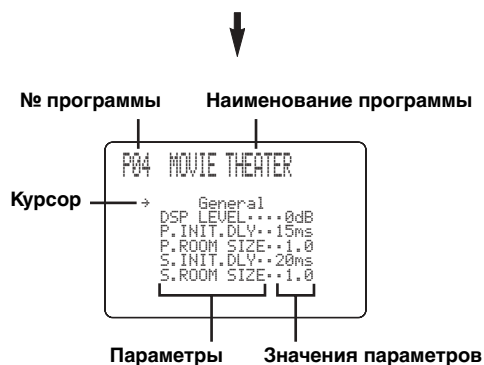 № программы Наименование программы
P04 MOVIE THEATER
Курсор → General
DSP LEVEL····0dB
P.INIT.DLY··15ms
P.ROOM SIZE··1.0
S.INIT.DLY··20ms
S.ROOM SIZE··1.0
Параметры Значения параметров